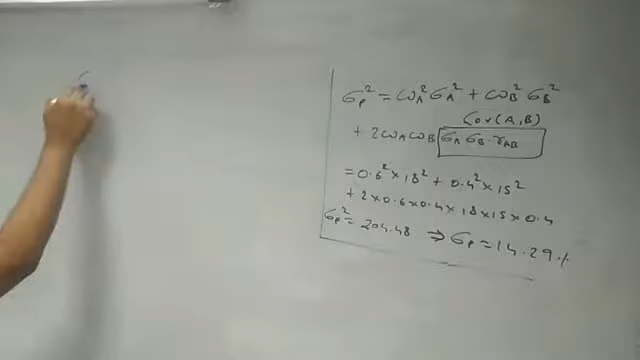 σp² = ωA² σA² + ωB² σB²
Cov(A,B)
+ 2ωA ωB σA σB · rAB
= 0.6² × 18² + 0.4² × 15²
+ 2 × 0.6 × 0.4 × 18 × 15 × 0.4
σp² = 204.48 ⇒ σp = 14.29 %